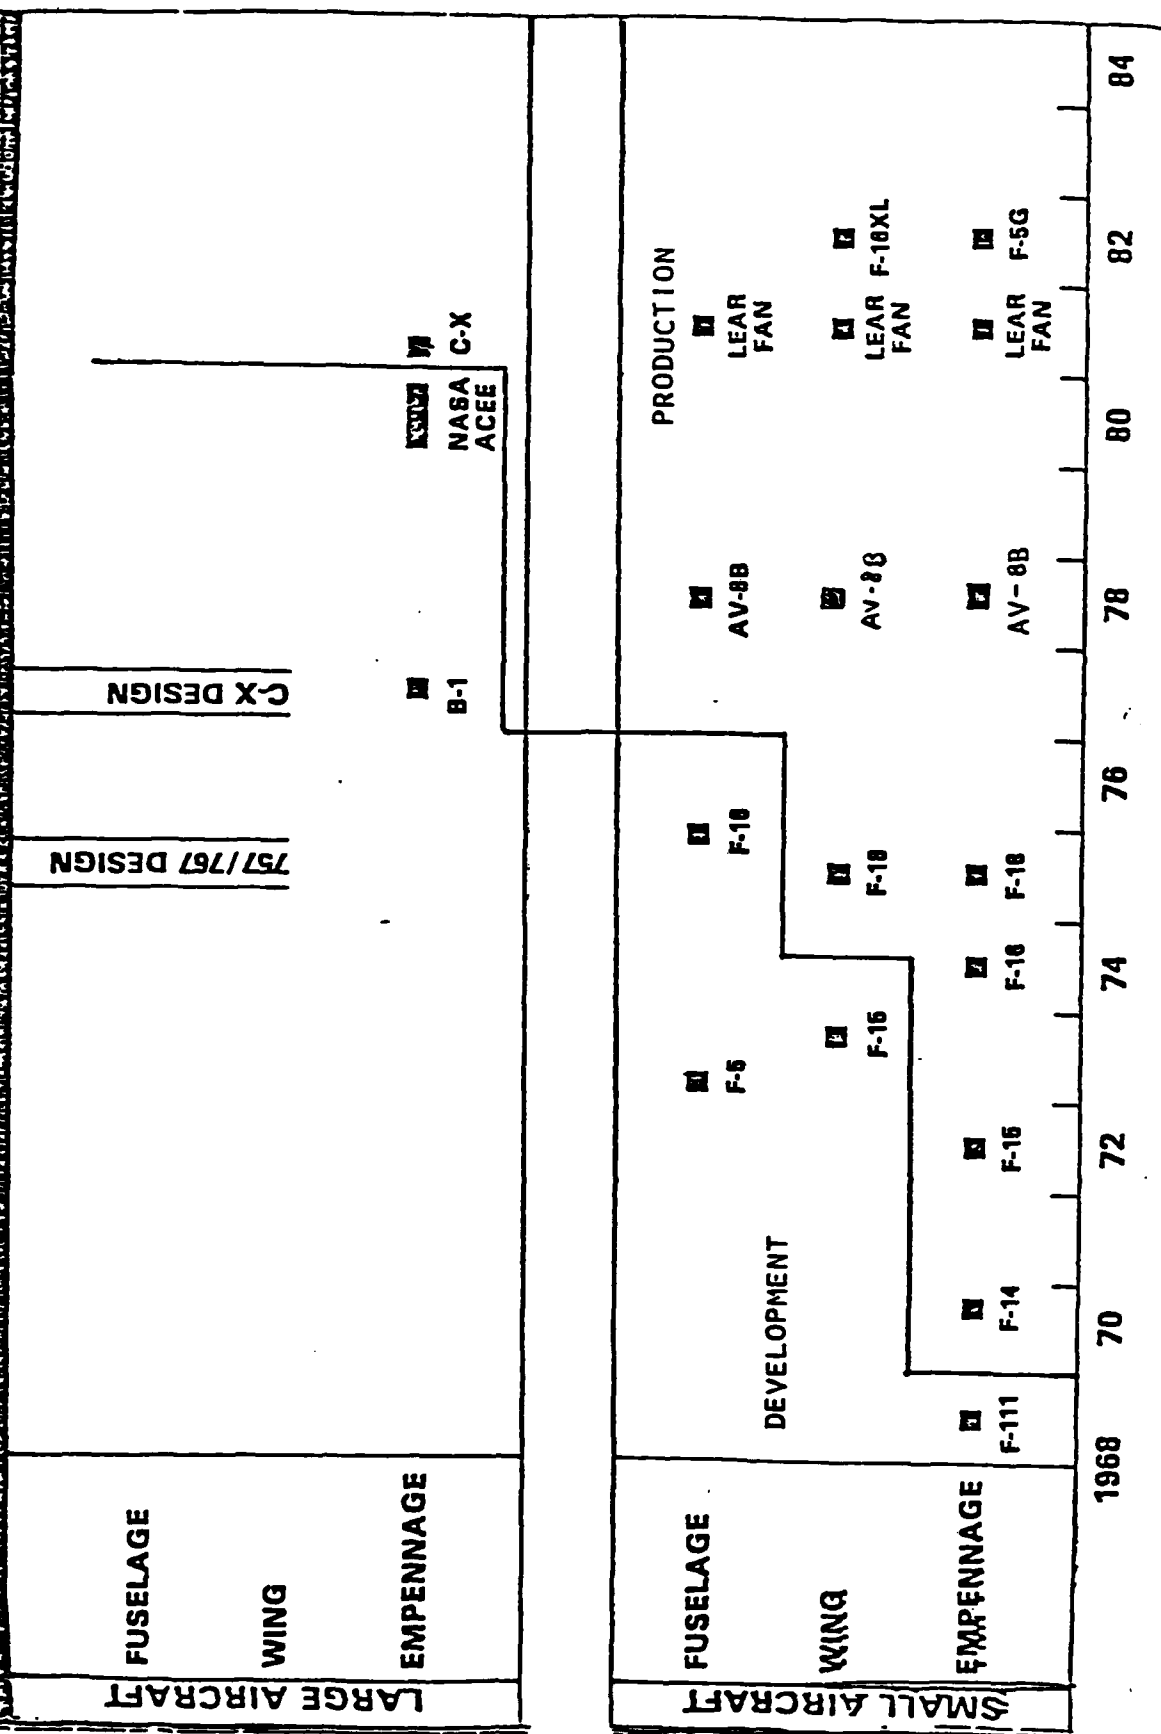 LARGE AIRCRAFT
FUSELAGE
WING
EMPENNAGE
757/767 DESIGN
C-X DESIGN
B-1
NASA
ACEE
C-X
SMALL AIRCRAFT
FUSELAGE
WING
EMPENNAGE
DEVELOPMENT
PRODUCTION
F-5
F-18
AV-8B
LEAR
FAN
F-15
F-18
AV-8B
LEAR
FAN
F-16XL
F-111
F-14
F-15
F-16
F-18
AV-8B
LEAR
FAN
F-5G
1968
70
72
74
76
78
80
82
84